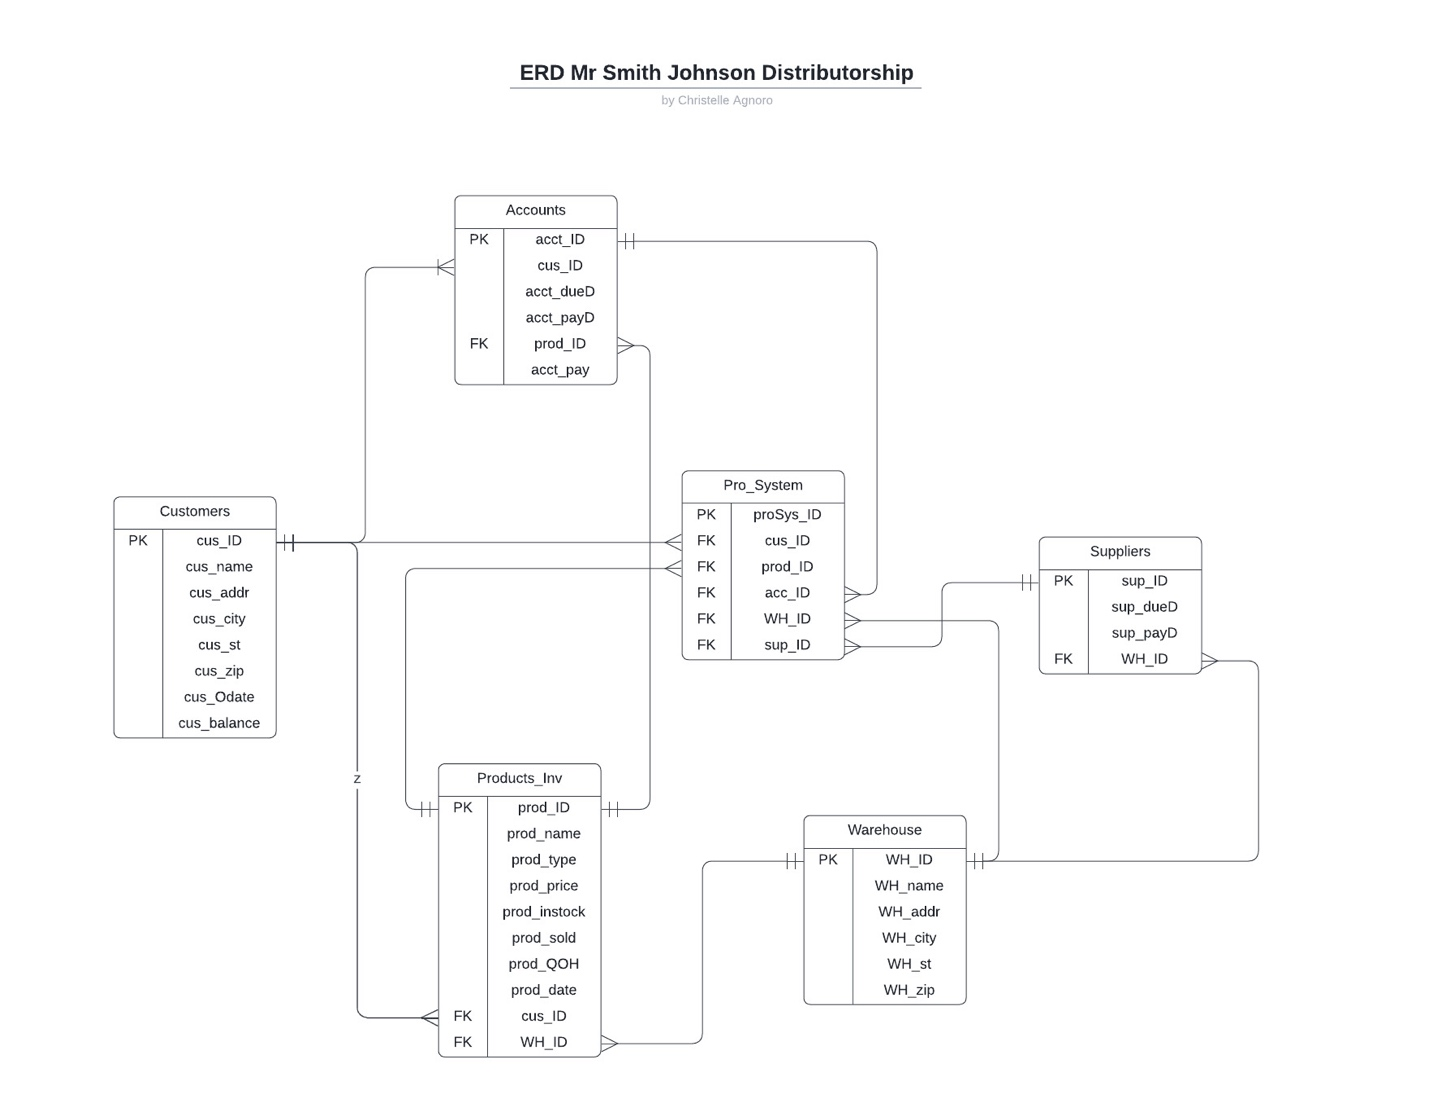 ERD Mr Smith Johnson Distributorship
by Christelle Agnoro
Accounts
PK acct_ID
cus_ID
acct_dueD
acct_payD
FK prod_ID
acct_pay
Pro_System
PK proSys_ID
FK cus_ID
FK prod_ID
FK acc_ID
FK WH_ID
FK sup_ID
Customers
PK cus_ID
cus_name
cus_addr
cus_city
cus_st
cus_zip
cus_Odate
cus_balance
Suppliers
PK sup_ID
sup_dueD
sup_payD
FK WH_ID
z
Products_Inv
PK prod_ID
prod_name
prod_type
prod_price
prod_instock
prod_sold
prod_QOH
prod_date
FK cus_ID
FK WH_ID
Warehouse
PK WH_ID
WH_name
WH_addr
WH_city
WH_st
WH_zip